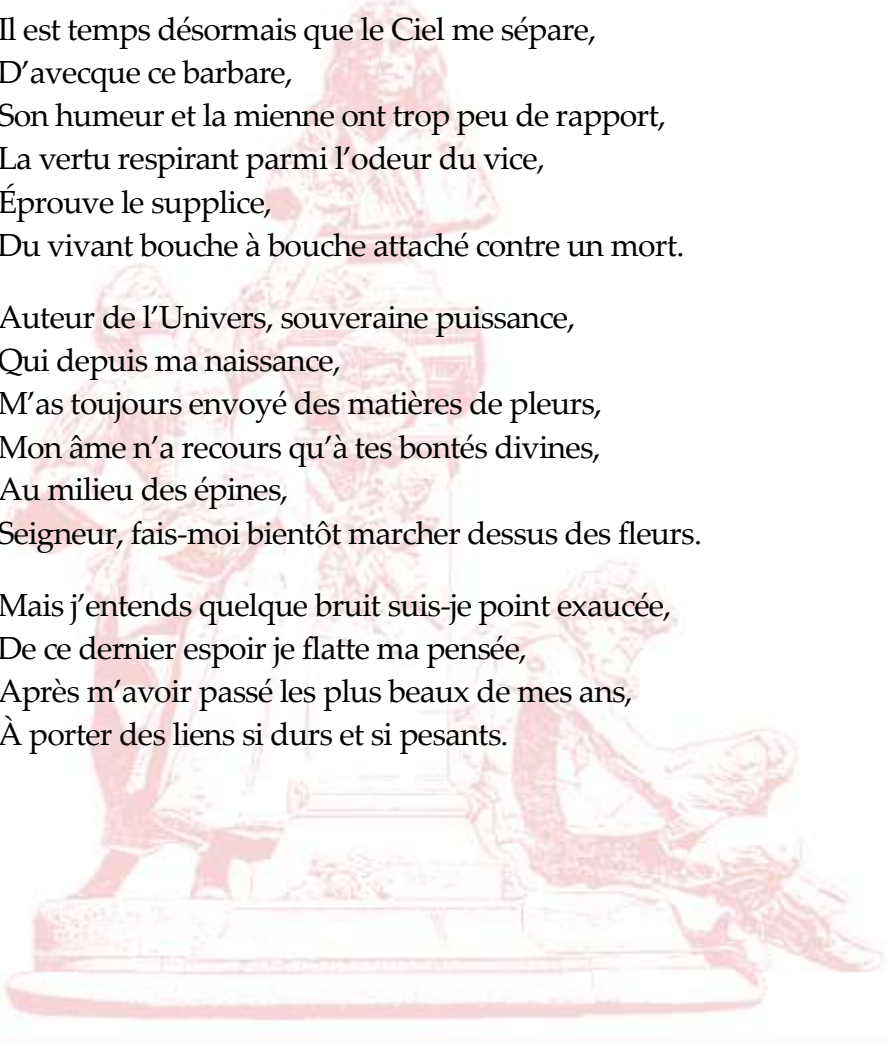 Il est temps désormais que le Ciel me sépare,
D’avecque ce barbare,
Son humeur et la mienne ont trop peu de rapport,
La vertu respirant parmi l’odeur du vice,
Éprouve le supplice,
Du vivant bouche à bouche attaché contre un mort.
Auteur de l’Univers, souveraine puissance,
Qui depuis ma naissance,
M’as toujours envoyé des matières de pleurs,
Mon âme n’a recours qu’à tes bontés divines,
Au milieu des épines,
Seigneur, fais-moi bientôt marcher dessus des fleurs.
Mais j’entends quelque bruit suis-je point exaucée,
De ce dernier espoir je flatte ma pensée,
Après m’avoir passé les plus beaux de mes ans,
À porter des liens si durs et si pesants.